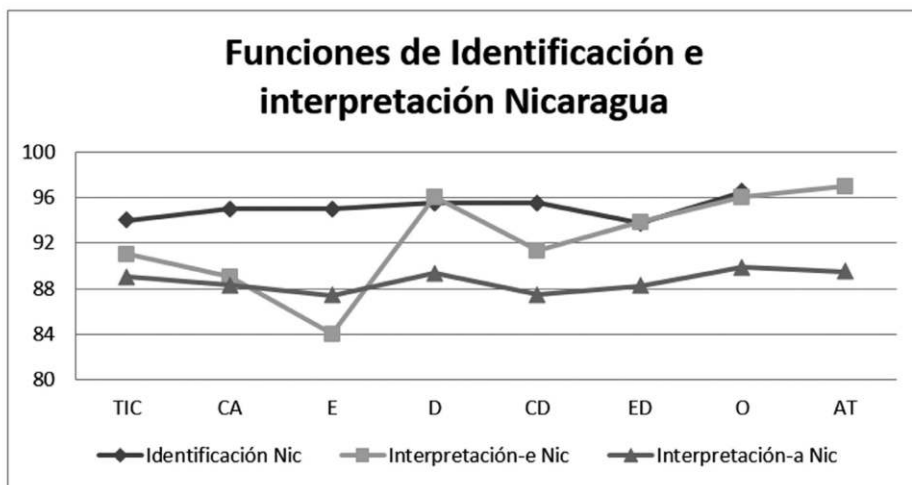 Funciones de Identificación e
interpretación Nicaragua
100
96
92
88
84
80
TIC CA E D CD ED O AT
Identificación Nic Interpretación-e Nic Interpretación-a Nic